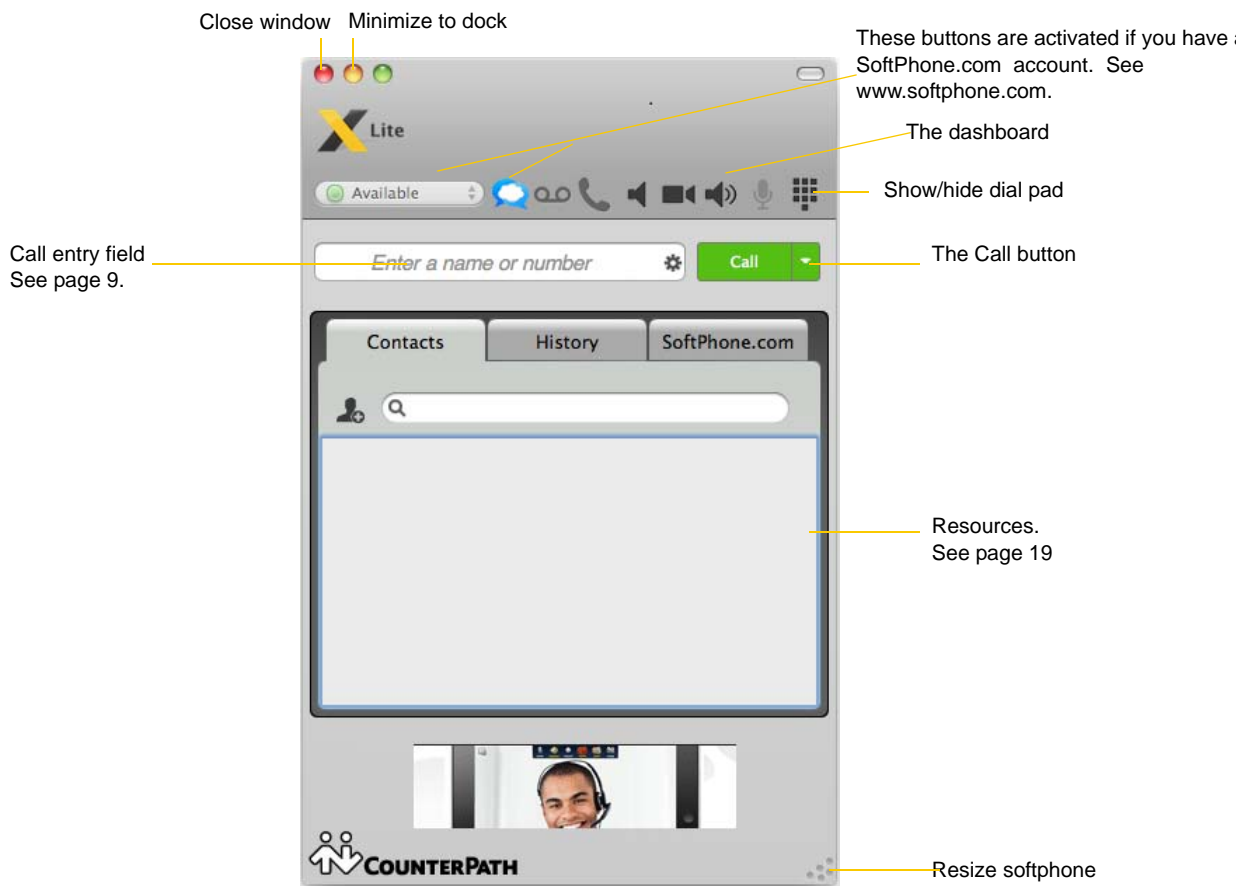 Close window
Minimize to dock
These buttons are activated if you have a
SoftPhone.com account. See
www.softphone.com.
X Lite
The dashboard
Available
Show/hide dial pad
Call entry field
See page 9.
Enter a name or number
Call
The Call button
Contacts
History
SoftPhone.com
Resources.
See page 19
COUNTERPATH
Resize softphone